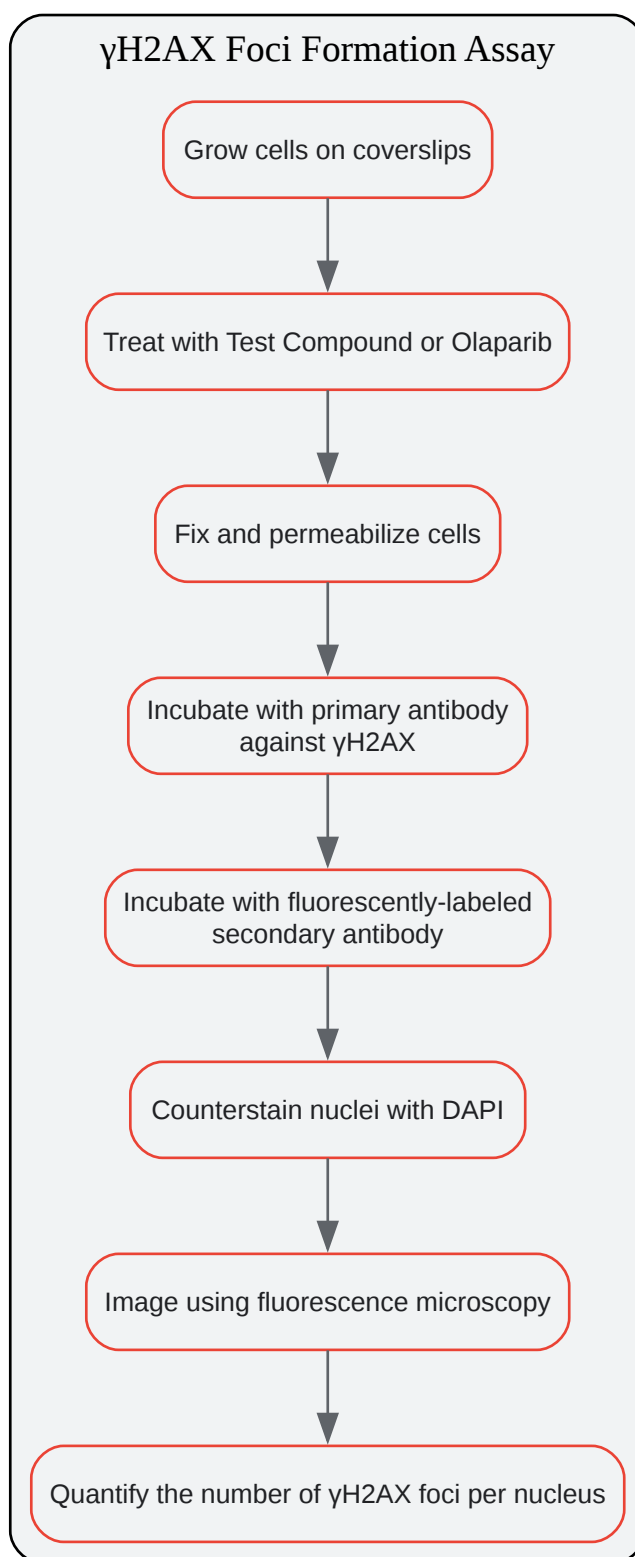 γH2AX Foci Formation Assay
Grow cells on coverslips
Treat with Test Compound or Olaparib
Fix and permeabilize cells
Incubate with primary antibody
against γH2AX
Incubate with fluorescently-labeled
secondary antibody
Counterstain nuclei with DAPI
Image using fluorescence microscopy
Quantify the number of γH2AX foci per nucleus